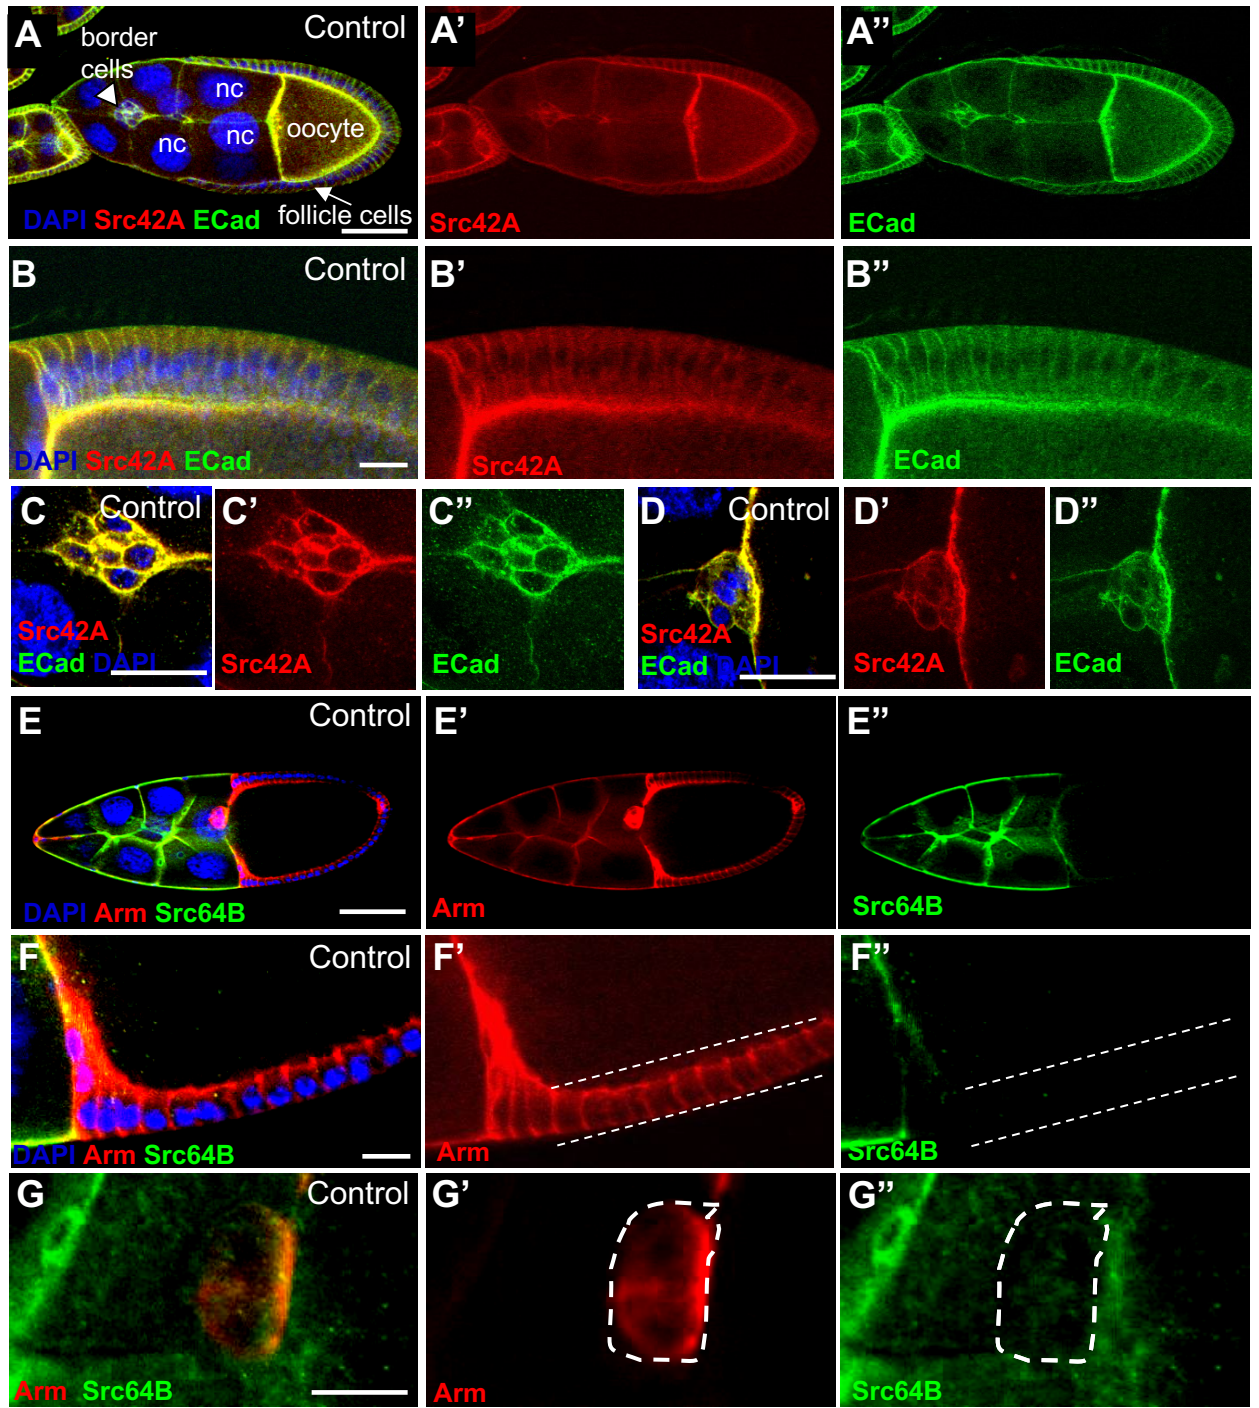 A
border
cells
Control
nc
nc
nc
oocyte
follicle cells
DAPI Src42A ECad
A’
Src42A
A”
ECad
B
Control
DAPI Src42A ECad
B’
Src42A
B”
ECad
C
Control
Src42A
ECad DAPI
C’
Src42A
C”
ECad
D
Control
Src42A
ECad DAPI
D’
Src42A
D”
ECad
E
Control
DAPI Arm Src64B
E’
Arm
E”
Src64B
F
Control
DAPI Arm Src64B
F’
Arm
F”
Src64B
G
Control
Arm Src64B
G’
Arm
G”
Src64B